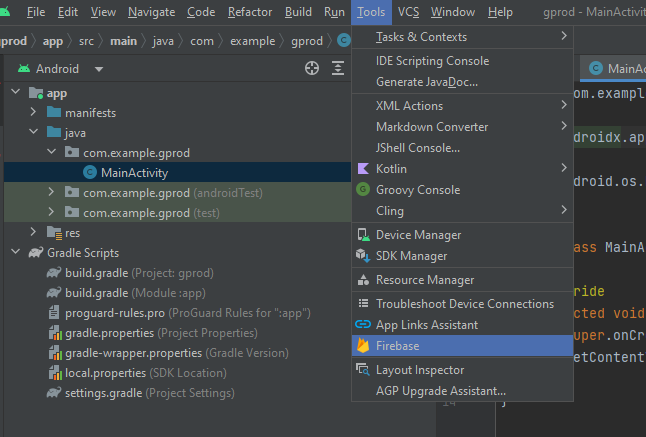 File Edit View Navigate Code Refactor Build Run Tools VCS Window Help gprod - MainActivity
prod app src main java com example gprod
Android
app
manifests
java
com.example.gprod
MainActivity
com.example.gprod (androidTest)
com.example.gprod (test)
res
Gradle Scripts
build.gradle (Project: gprod)
build.gradle (Module :app)
proguard-rules.pro (ProGuard Rules for ":app")
gradle.properties (Project Properties)
gradle-wrapper.properties (Gradle Version)
local.properties (SDK Location)
settings.gradle (Project Settings)
Tasks & Contexts
IDE Scripting Console
Generate JavaDoc...
XML Actions
Markdown Converter
JShell Console...
Kotlin
Groovy Console
Cling
Device Manager
SDK Manager
Resource Manager
Troubleshoot Device Connections
App Links Assistant
Firebase
Layout Inspector
AGP Upgrade Assistant...
MainAc
om.examp
droidx.ap
droid.os.
ass MainA
ride
cted void
uper.onCr
etContent
}
14